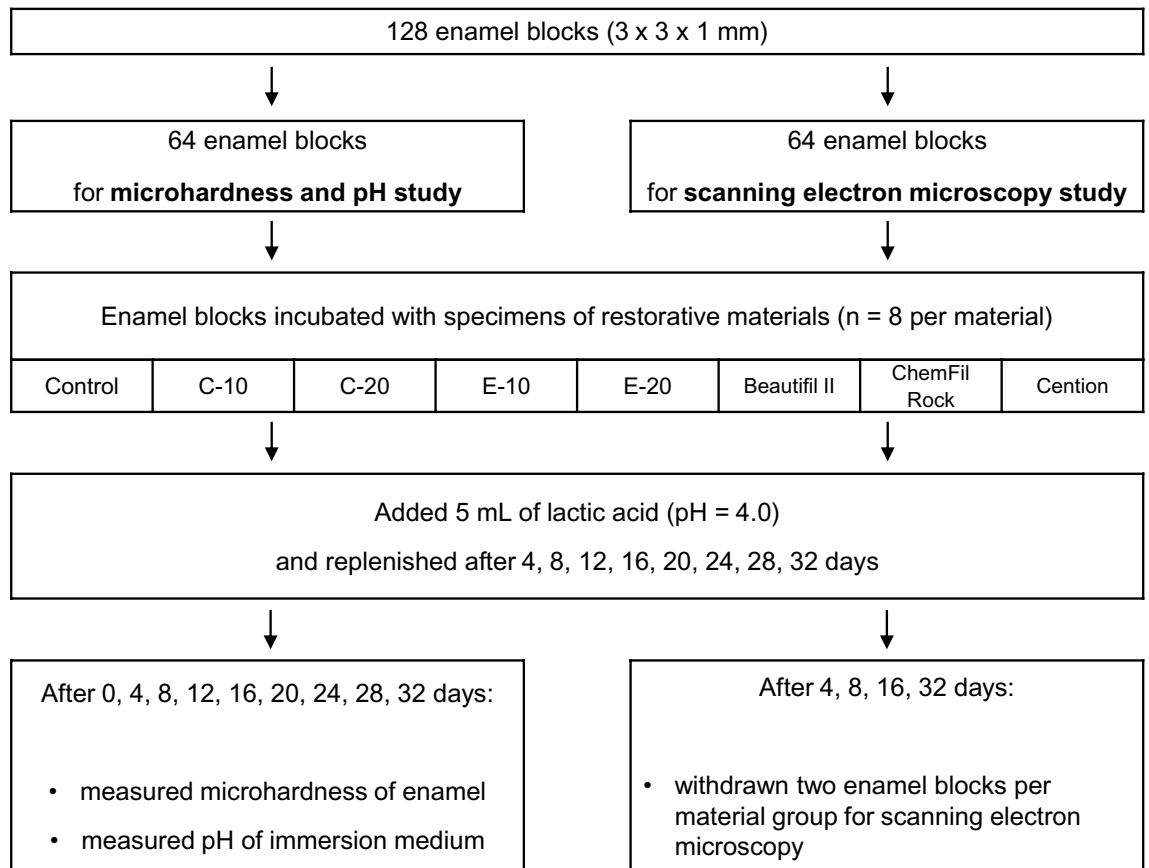 128 enamel blocks (3 x 3 x 1 mm)
64 enamel blocks
for microhardness and pH study
64 enamel blocks
for scanning electron microscopy study
Enamel blocks incubated with specimens of restorative materials (n = 8 per material)
Control
C-10
C-20
E-10
E-20
Beautifil II
ChemFil
Rock
Cention
Added 5 mL of lactic acid (pH = 4.0)
and replenished after 4, 8, 12, 16, 20, 24, 28, 32 days
After 0, 4, 8, 12, 16, 20, 24, 28, 32 days:
• measured microhardness of enamel
• measured pH of immersion medium
After 4, 8, 16, 32 days:
• withdrawn two enamel blocks per
material group for scanning electron
microscopy